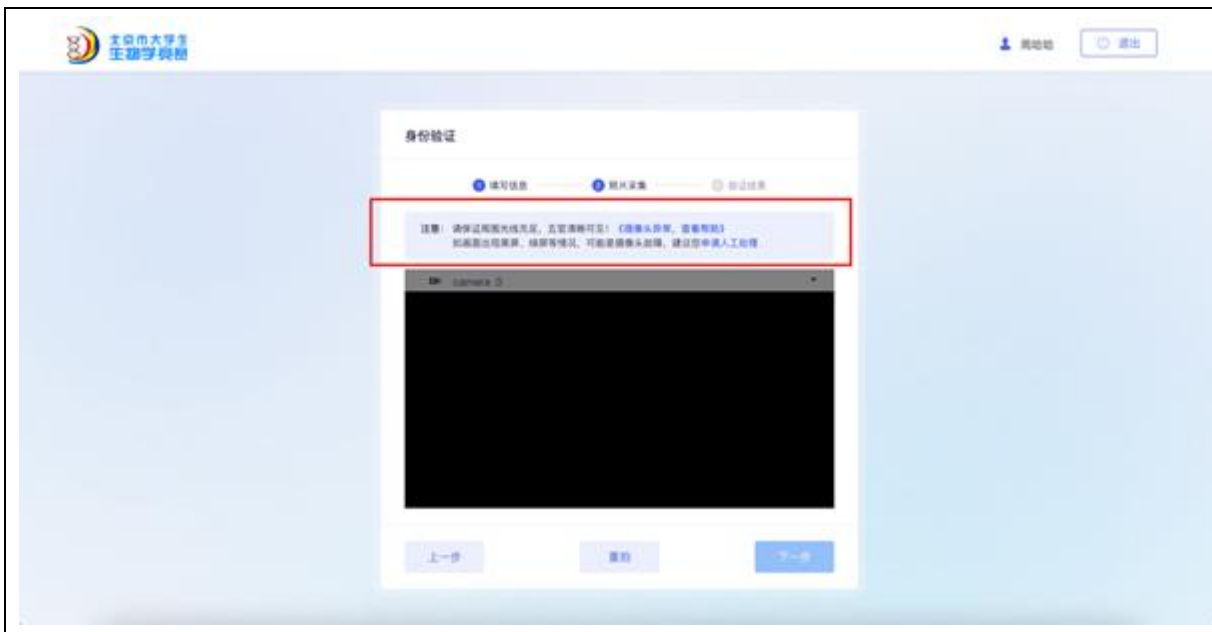 北京市大学生
生物学竞赛
退出
身份验证
1 填写信息
2 照片采集
3 验证结果
注意：请保证周围光线充足，五官清晰可见！《摄像头异常，查看帮助》
如画面出现黑屏、绿屏等情况，可能是摄像头故障，建议您申请人工处理
camera 0
上一步
重拍
下一步